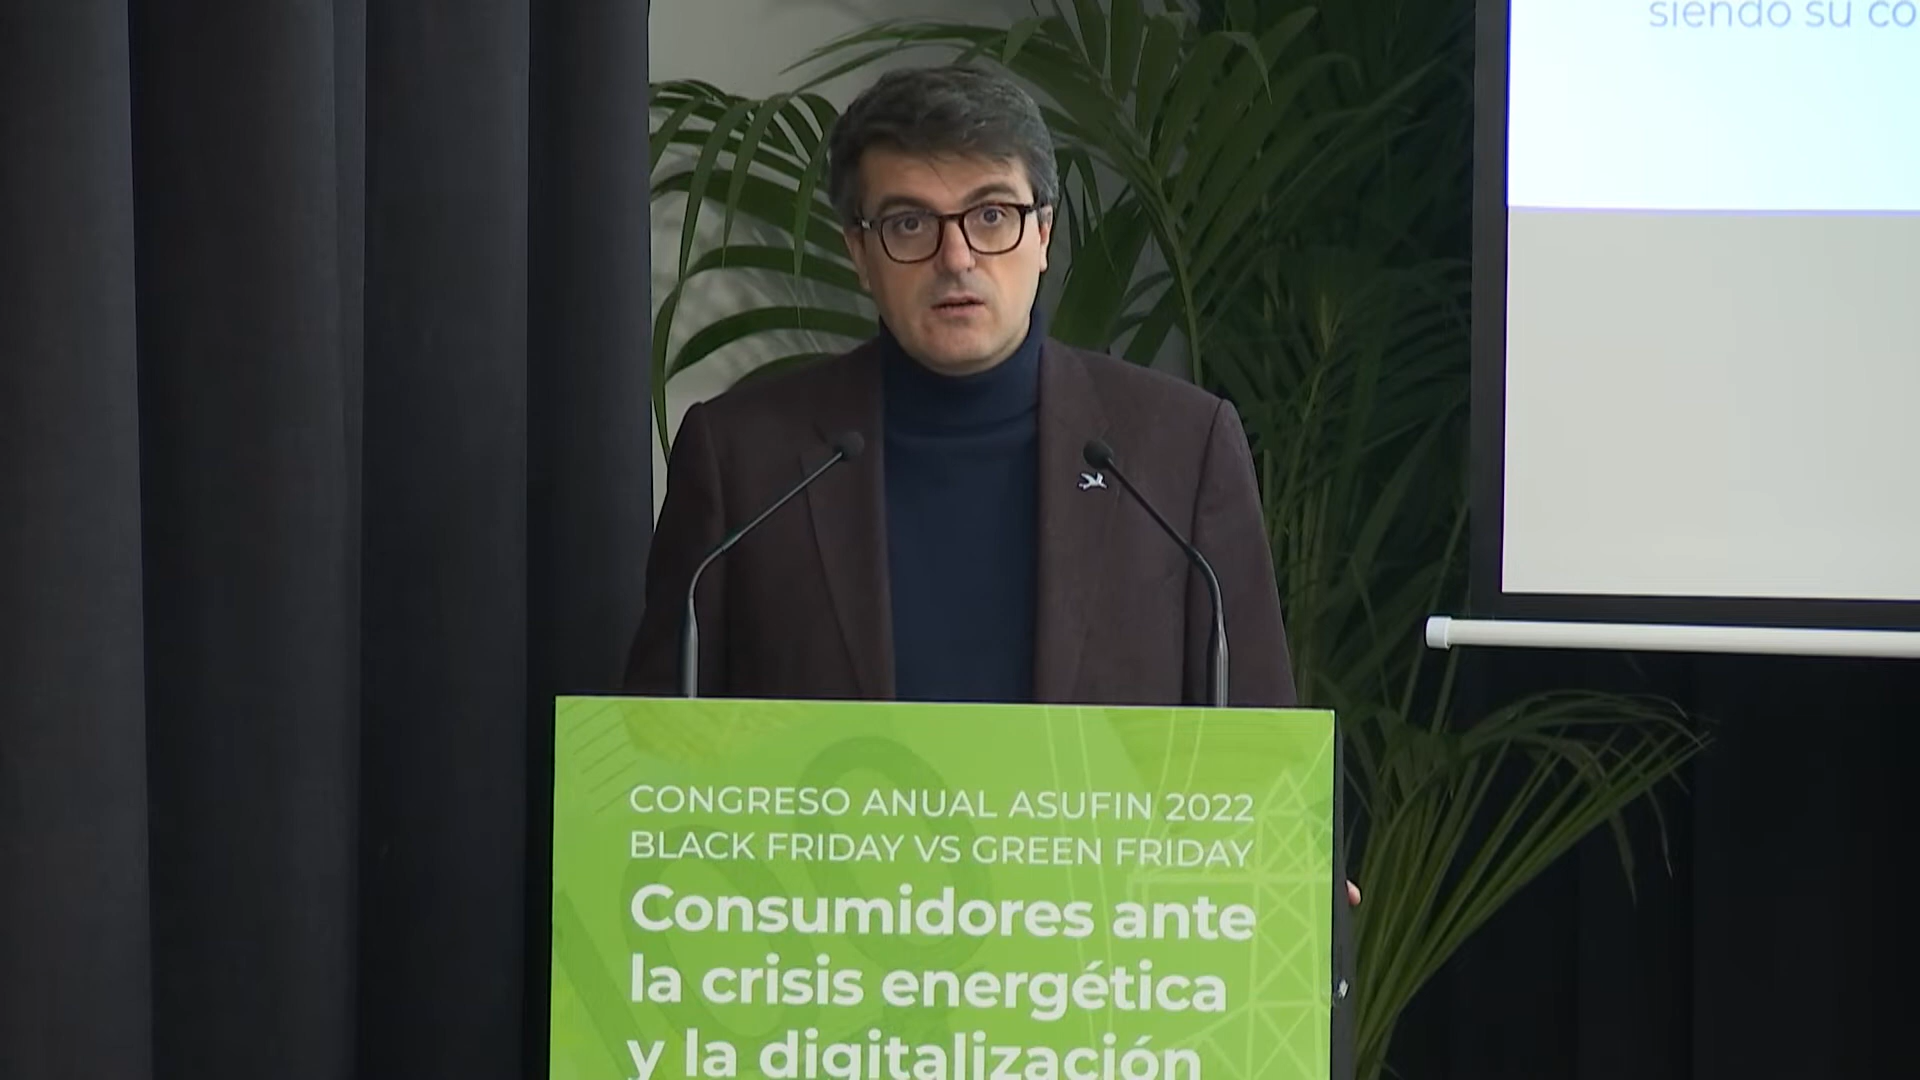 siendo su co
CONGRESO ANUAL ASUFIN 2022
BLACK FRIDAY VS GREEN FRIDAY
Consumidores ante
la crisis energética
y la digitalización